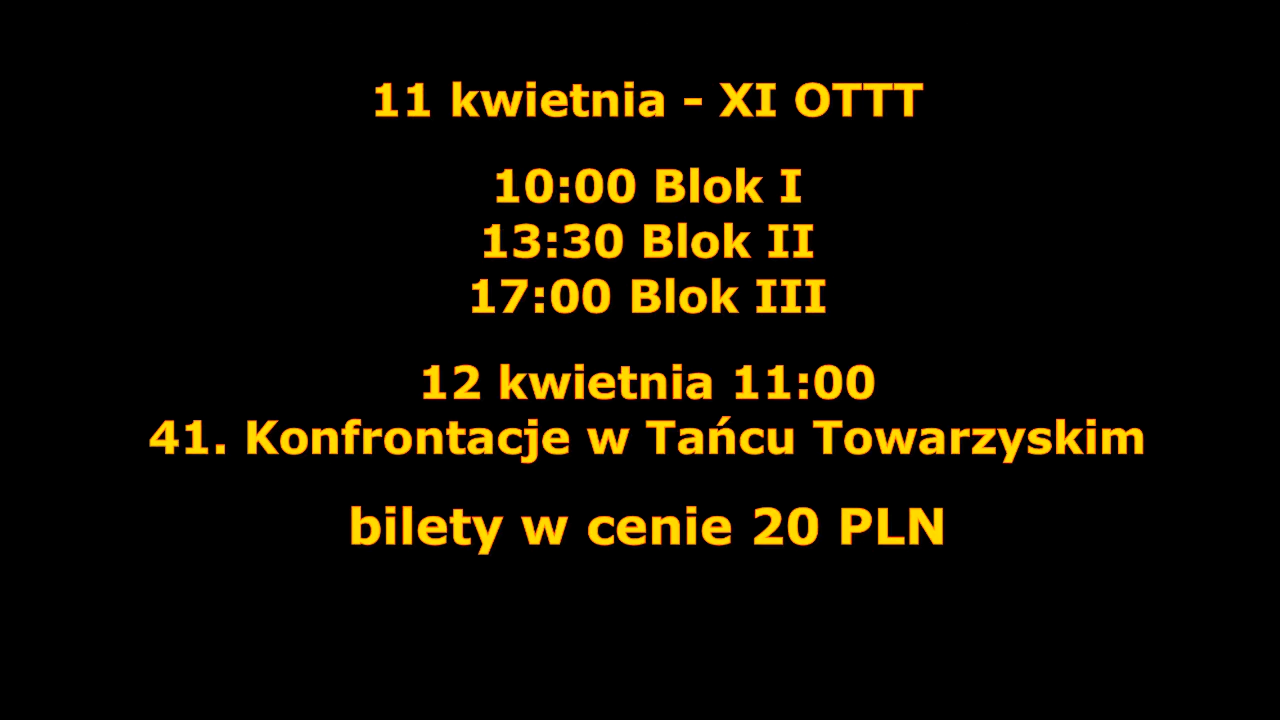 11 kwietnia - XI OTTT
10:00 Blok I
13:30 Blok II
17:00 Blok III
12 kwietnia 11:00
41. Konfrontacje w Tańcu Towarzyskim
bilety w cenie 20 PLN